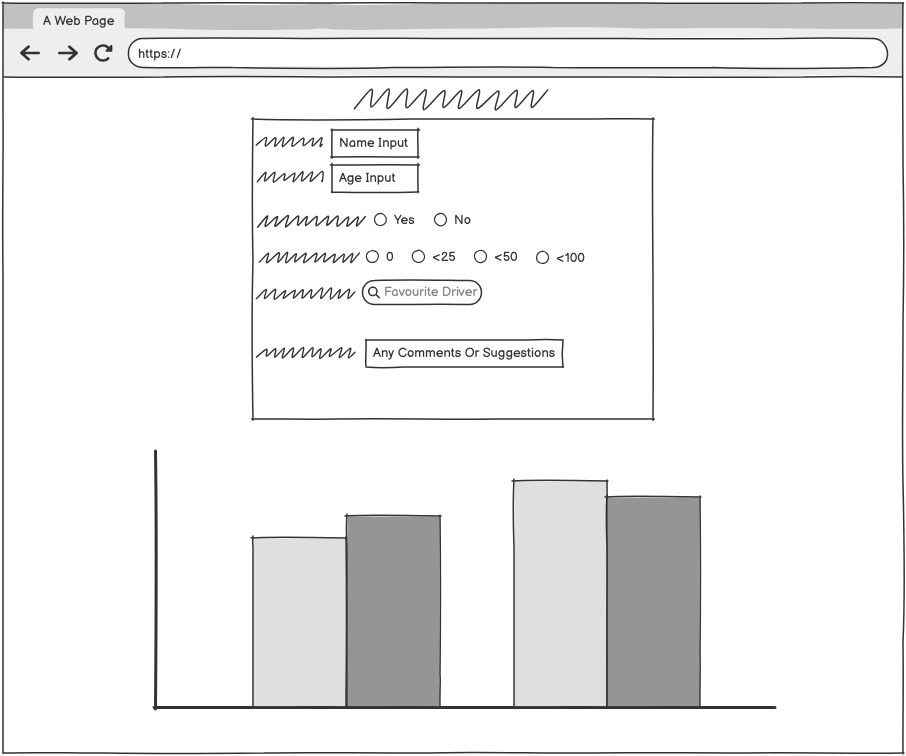 A Web Page
https://
Name Input
Age Input
Yes No
0 <25 <50 <100
Favourite Driver
Any Comments Or Suggestions